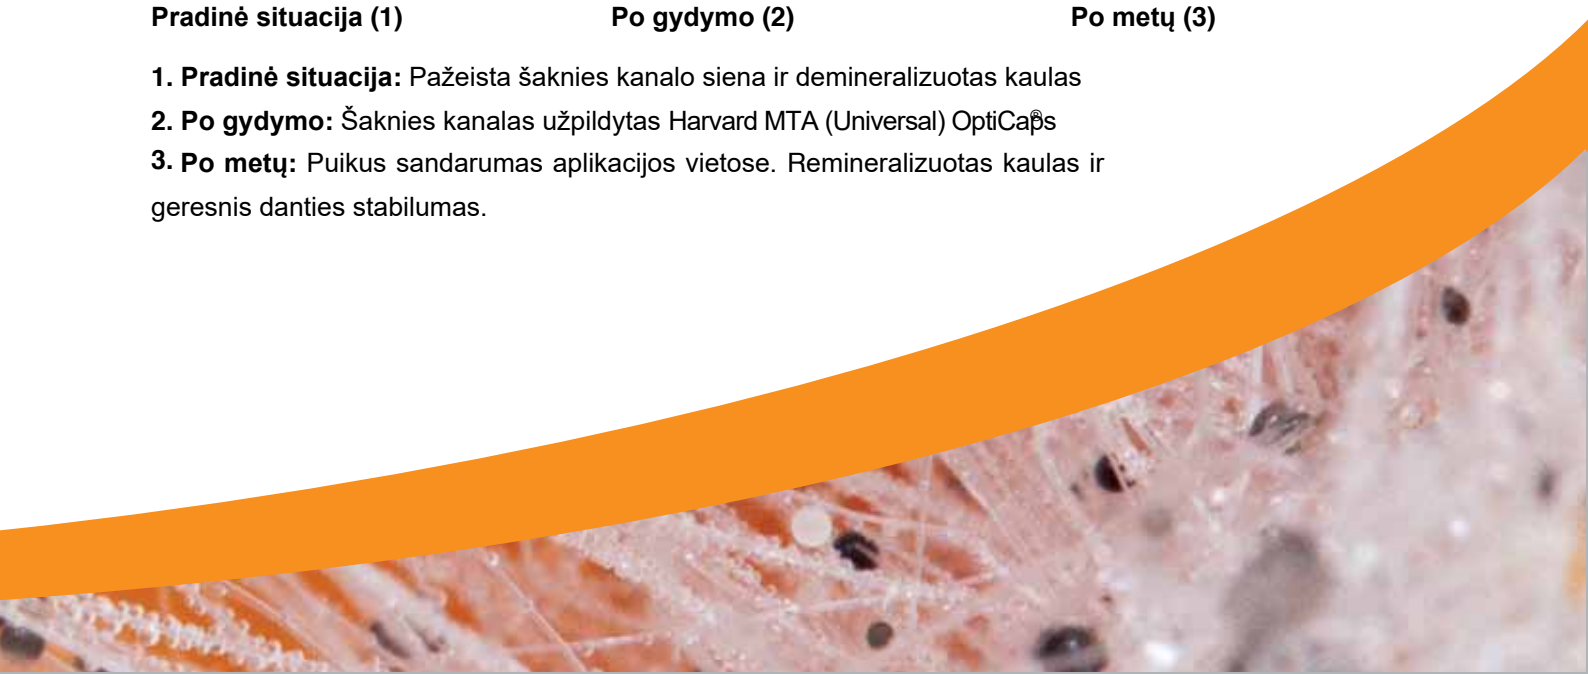 Pradinė situacija (1) Po gydymo (2) Po metų (3)
1. Pradinė situacija: Pažeista šaknies kanalo siena ir demineralizuotas kaulas
2. Po gydymo: Šaknies kanalas užpildytas Harvard MTA (Universal) OptiCaps®
3. Po metų: Puikus sandarumas aplikacijos vietose. Remineralizuotas kaulas ir
geresnis danties stabilumas.